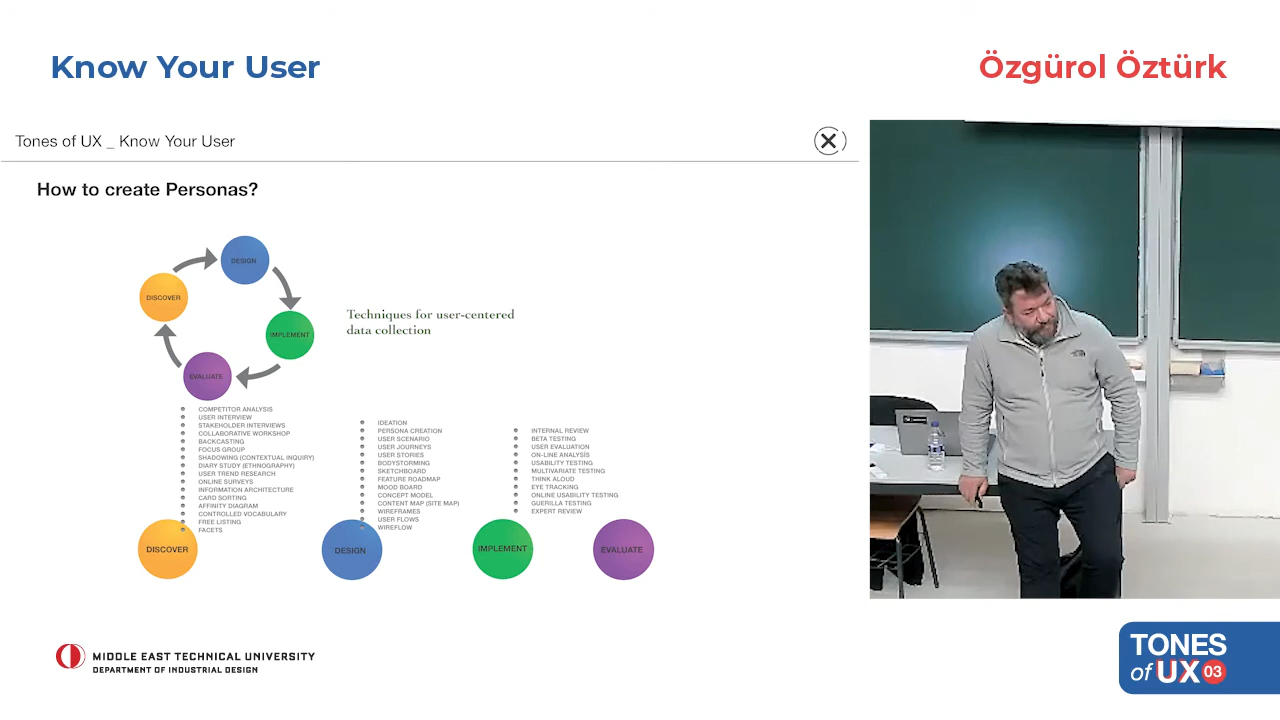 Know Your User
Özgürol Öztürk
Tones of UX _ Know Your User
How to create Personas?
DESIGN
DISCOVER
IMPLEMENT
EVALUATE
Techniques for user-centered
data collection
COMPETITOR ANALYSIS
USER INTERVIEW
STAKEHOLDER INTERVIEWS
COLLABORATIVE WORKSHOP
BACKCASTING
FOCUS GROUP
SHADOWING (CONTEXTUAL INQUIRY)
DIARY STUDY (ETHNOGRAPHY)
USER TREND RESEARCH
ONLINE SURVEYS
INFORMATION ARCHITECTURE
CARD SORTING
AFFINITY DIAGRAM
CONTROLLED VOCABULARY
FREE LISTING
FACETS
IDEATION
PERSONA CREATION
USER SCENARIO
USER JOURNEYS
USER STORIES
BODYSTORMING
SKETCHBOARD
FEATURE ROADMAP
MOOD BOARD
CONCEPT MODEL
CONTENT MAP (SITE MAP)
WIREFRAMES
USER FLOWS
WIREFLOW
INTERNAL REVIEW
BETA TESTING
USER EVALUATION
ON-LINE ANALYSIS
USABILITY TESTING
MULTIVARIATE TESTING
THINK ALOUD
EYE TRACKING
ONLINE USABILITY TESTING
GUERILLA TESTING
EXPERT REVIEW
DISCOVER
DESIGN
IMPLEMENT
EVALUATE
MIDDLE EAST TECHNICAL UNIVERSITY
DEPARTMENT OF INDUSTRIAL DESIGN
TONES
of UX 03